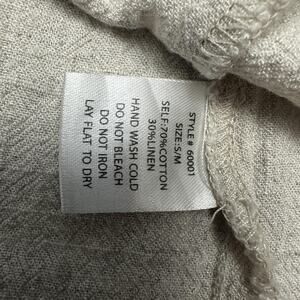 STYLE# 60001
SIZE:S/M
SELF:70%COTTON
30%LINEN
HAND WASH COLD
DO NOT BLEACH
DO NOT IRON
LAY FLAT TO DRY